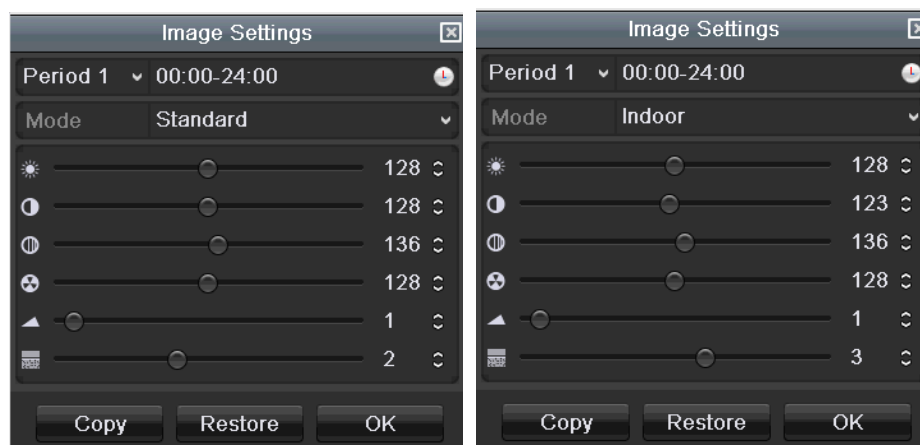 Image Settings
Period 1 00:00-24:00
Mode Standard
128
128
136
128
1
2
Copy Restore OK
Image Settings
Period 1 00:00-24:00
Mode Indoor
128
123
136
128
1
3
Copy Restore OK